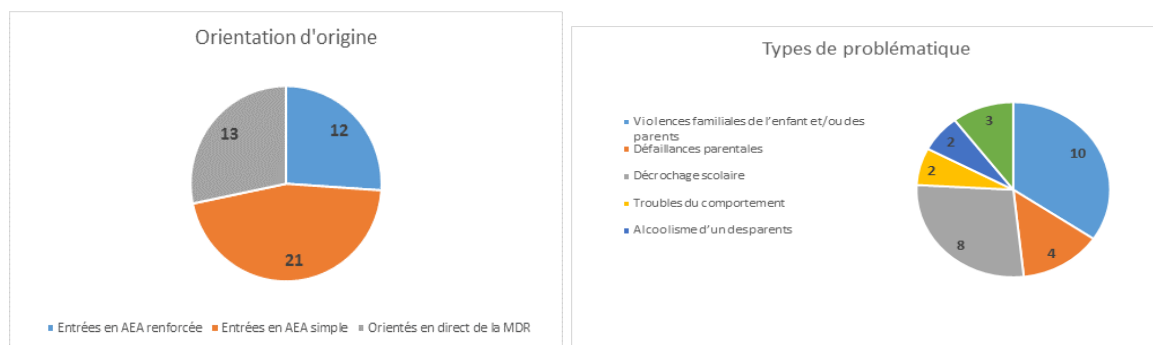 Orientation d'origine
12
13
21
Entrées en AEA renforcée Entrées en AEA simple Orientés en direct de la MDR
Types de problématique
Violences familiales de l'enfant et/ou des
parents
Défaillances parentales
Décrochage scolaire
Troubles du comportement
Alcoolisme d'un desparents
3
10
2
2
8
4